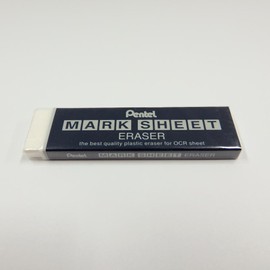 Pentel
MARK SHEET
ERASER
the best quality plastic eraser for OCR sheet
Pentel MARK SHEET ERASER